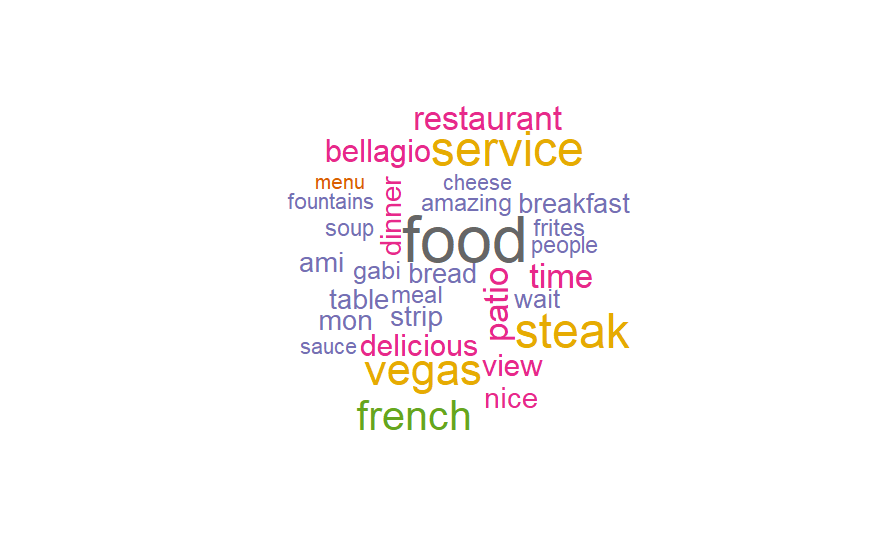 restaurant
bellagio service
menu cheese
fountains dinner amazing breakfast
soup food frites
people
ami gabi bread patio time
table meal wait
mon strip steak
sauce delicious
vegas view
nice
french